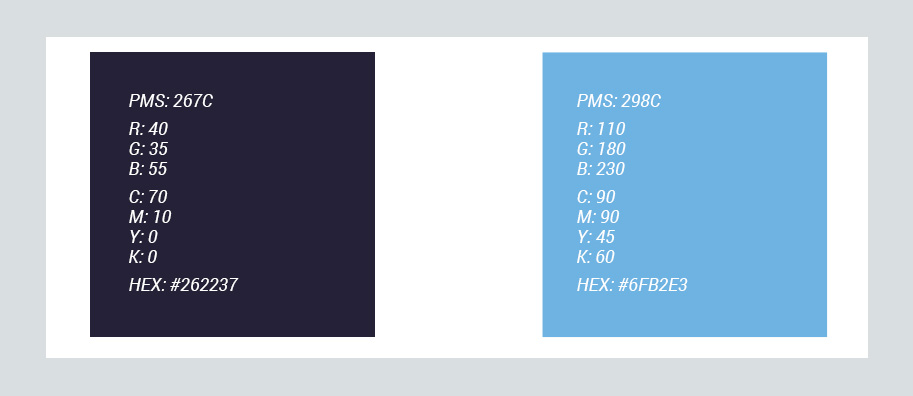 PMS: 267C
R: 40
G: 35
B: 55
C: 70
M: 10
Y: 0
K: 0
HEX: #262237
PMS: 298C
R: 110
G: 180
B: 230
C: 90
M: 90
Y: 45
K: 60
HEX: #6FB2E3